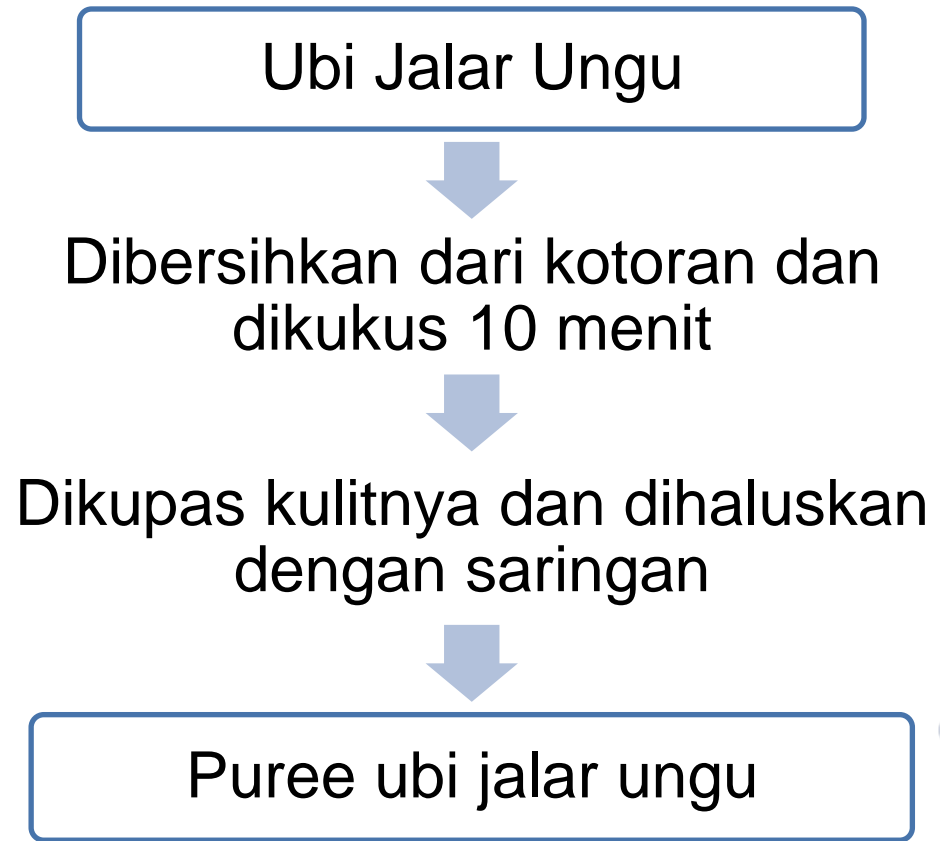 Ubi Jalar Ungu
Dibersihkan dari kotoran dan
dikukus 10 menit
Dikupas kulitnya dan dihaluskan
dengan saringan
Puree ubi jalar ungu